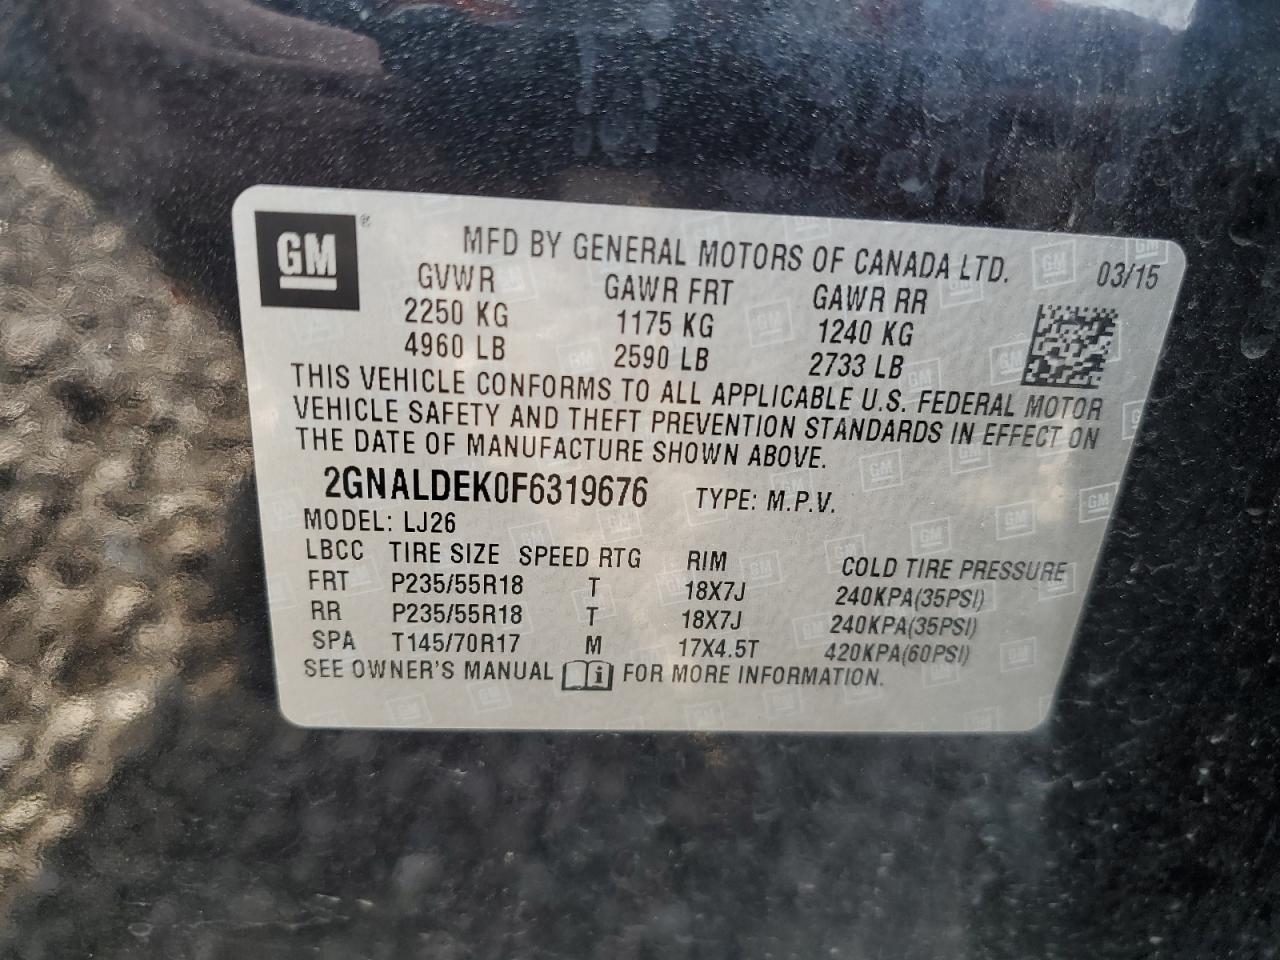 GM ®
MFD BY GENERAL MOTORS OF CANADA LTD. 03/15
GVWR GAWR FRT GAWR RR
2250 KG 1175 KG 1240 KG
4960 LB 2590 LB 2733 LB
THIS VEHICLE CONFORMS TO ALL APPLICABLE U.S. FEDERAL MOTOR
VEHICLE SAFETY AND THEFT PREVENTION STANDARDS IN EFFECT ON
THE DATE OF MANUFACTURE SHOWN ABOVE.
2GNALDEK0F6319676 TYPE: M.P.V.
MODEL: LJ26
LBCC TIRE SIZE SPEED RTG RIM COLD TIRE PRESSURE
FRT P235/55R18 T 18X7J 240KPA(35PSI)
RR P235/55R18 T 18X7J 240KPA(35PSI)
SPA T145/70R17 M 17X4.5T 420KPA(60PSI)
SEE OWNER'S MANUAL i FOR MORE INFORMATION.